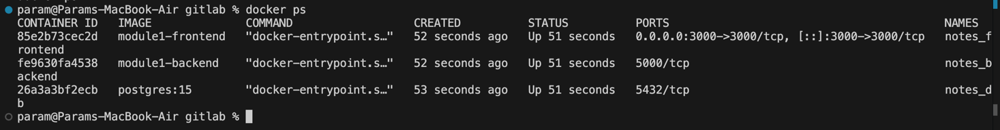 param@Params-MacBook-Air gitlab % docker ps
CONTAINER ID   IMAGE              COMMAND                  CREATED          STATUS          PORTS                                         NAMES
85e2b73cec2d   module1-frontend   "docker-entrypoint.s…"   52 seconds ago   Up 51 seconds   0.0.0.0:3000->3000/tcp, [::]:3000->3000/tcp   notes_f
rontend
fe9630fa4538   module1-backend    "docker-entrypoint.s…"   52 seconds ago   Up 51 seconds   5000/tcp                                      notes_b
ackend
26a3a3bf2ecb   postgres:15        "docker-entrypoint.s…"   53 seconds ago   Up 51 seconds   5432/tcp                                      notes_d
b
param@Params-MacBook-Air gitlab %